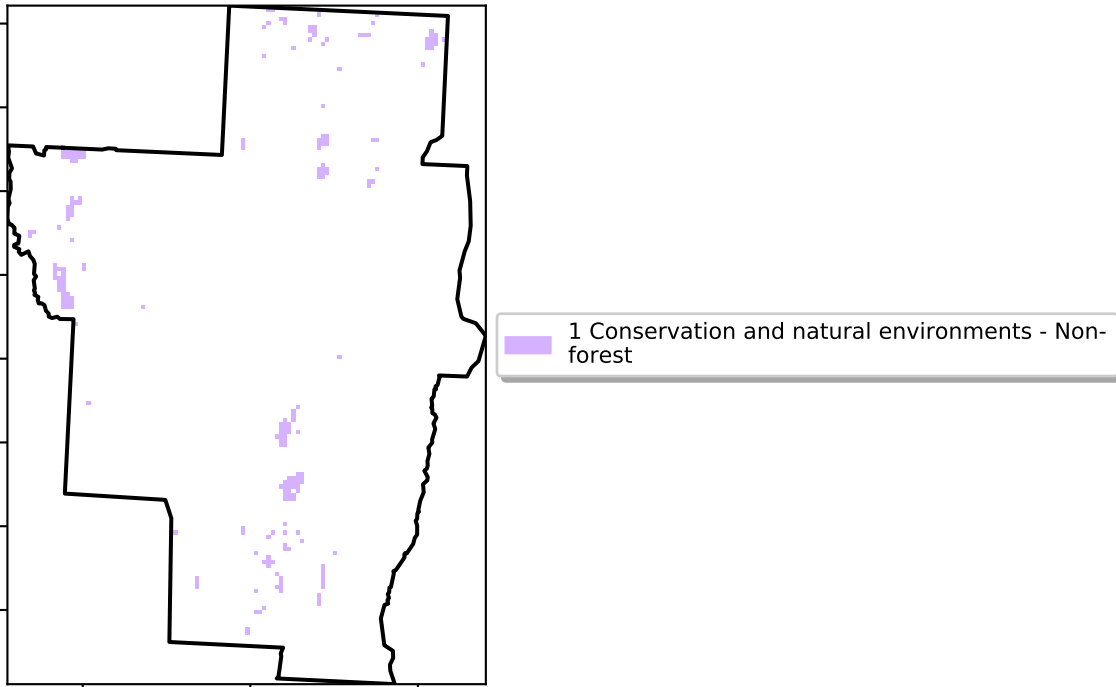 1 Conservation and natural environments - Non-
forest